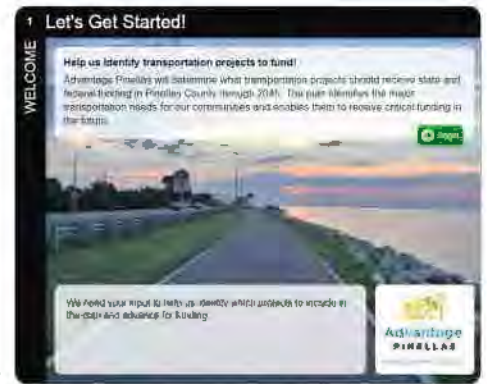 1 Let's Get Started!
WELCOME
Help us identify transportation projects to fund!
Advantage Pinellas will determine what transportation projects should receive state and
federal funding in Pinellas County through 2045. The plan identifies the major
transportation needs for our communities and enables them to receive critical funding in
the future.
Begin
We need your input to help us identify which projects to include in
the plan and advance for funding.
Advantage
PINELLAS